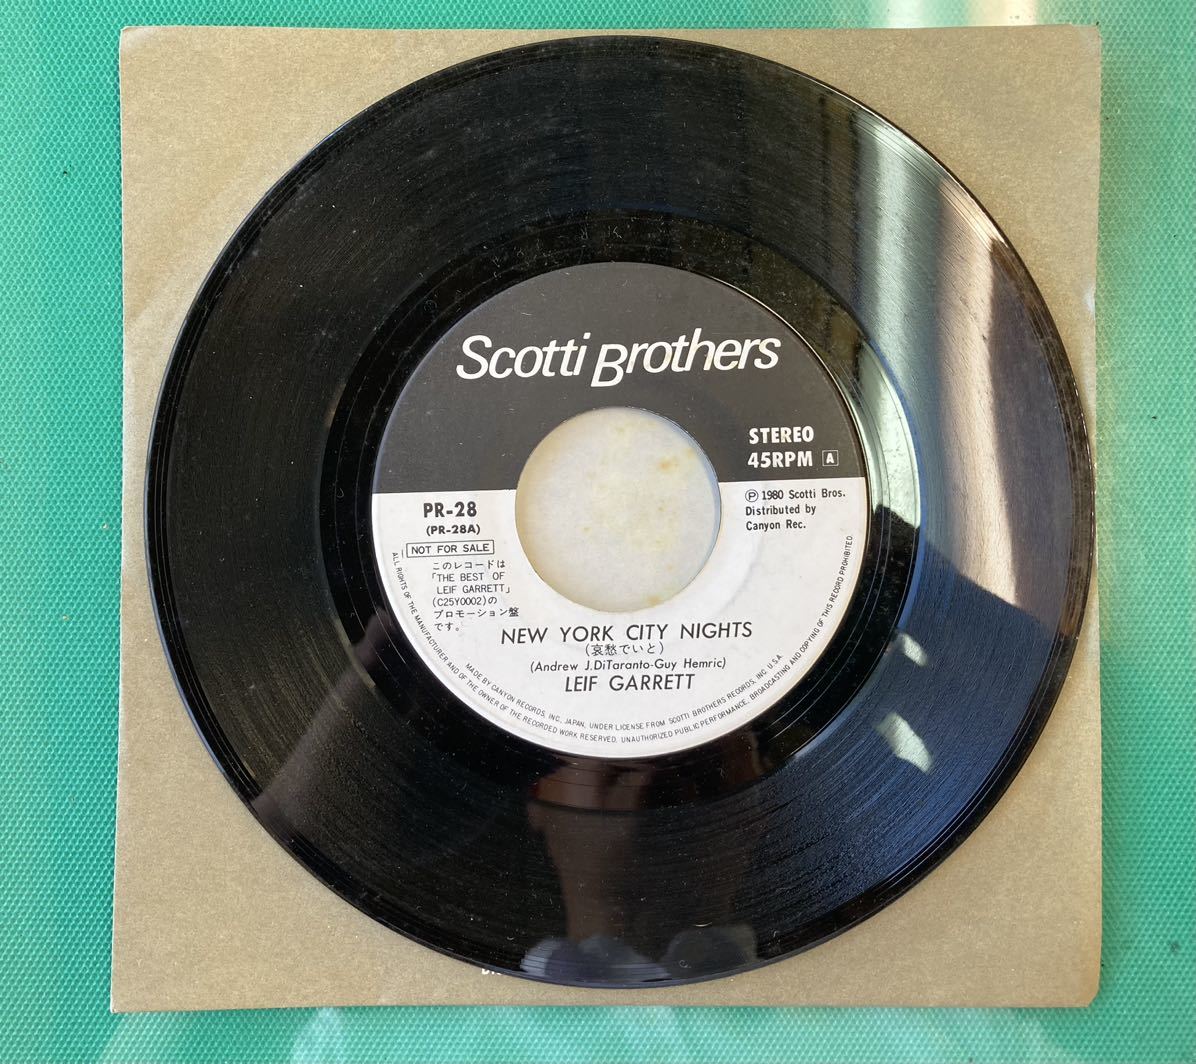 Scotti Brothers
STEREO
45RPM A
PR-28
(PR-28A)
NOT FOR SALE
このレコードは
「THE BEST OF
LEIF GARRETT」
(C25Y0002)の
プロモーション盤
です。
Ⓟ 1980 Scotti Bros.
Distributed by
Canyon Rec.
NEW YORK CITY NIGHTS
(哀愁でいと)
(Andrew J.DiTaranto-Guy Hemric)
LEIF GARRETT
MADE BY CANYON RECORDS, INC. JAPAN, UNDER LICENSE FROM SCOTTI BROTHERS RECORDS, INC. U.S.A.
ALL RIGHTS OF THE MANUFACTURER AND OF THE OWNER OF THE RECORDED WORK RESERVED. UNAUTHORIZED PUBLIC PERFORMANCE, BROADCASTING AND COPYING OF THIS RECORD PROHIBITED.